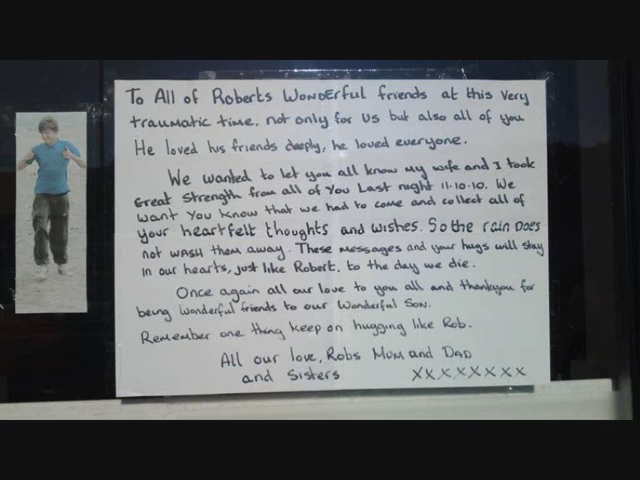 To All of Roberts Wonderful friends at this very
traumatic time, not only for us but also all of you
He loved his friends deeply, he loved everyone.
We wanted to let you all know my wife and I took
Great Strength from all of You Last night 11.10.10. We
want You know that we had to come and collect all of
your heartfelt thoughts and wishes. So the rain Does
not wash them away. These messages and your hugs will stay
in our hearts, just like Robert. to the day we die.
Once again all our love to you all and thankyou for
being wonderful friends to our Wonderful Son.
Remember one thing keep on hugging like Rob.
All our love, Robs Mum and Dad
and Sisters xxxxxxxx